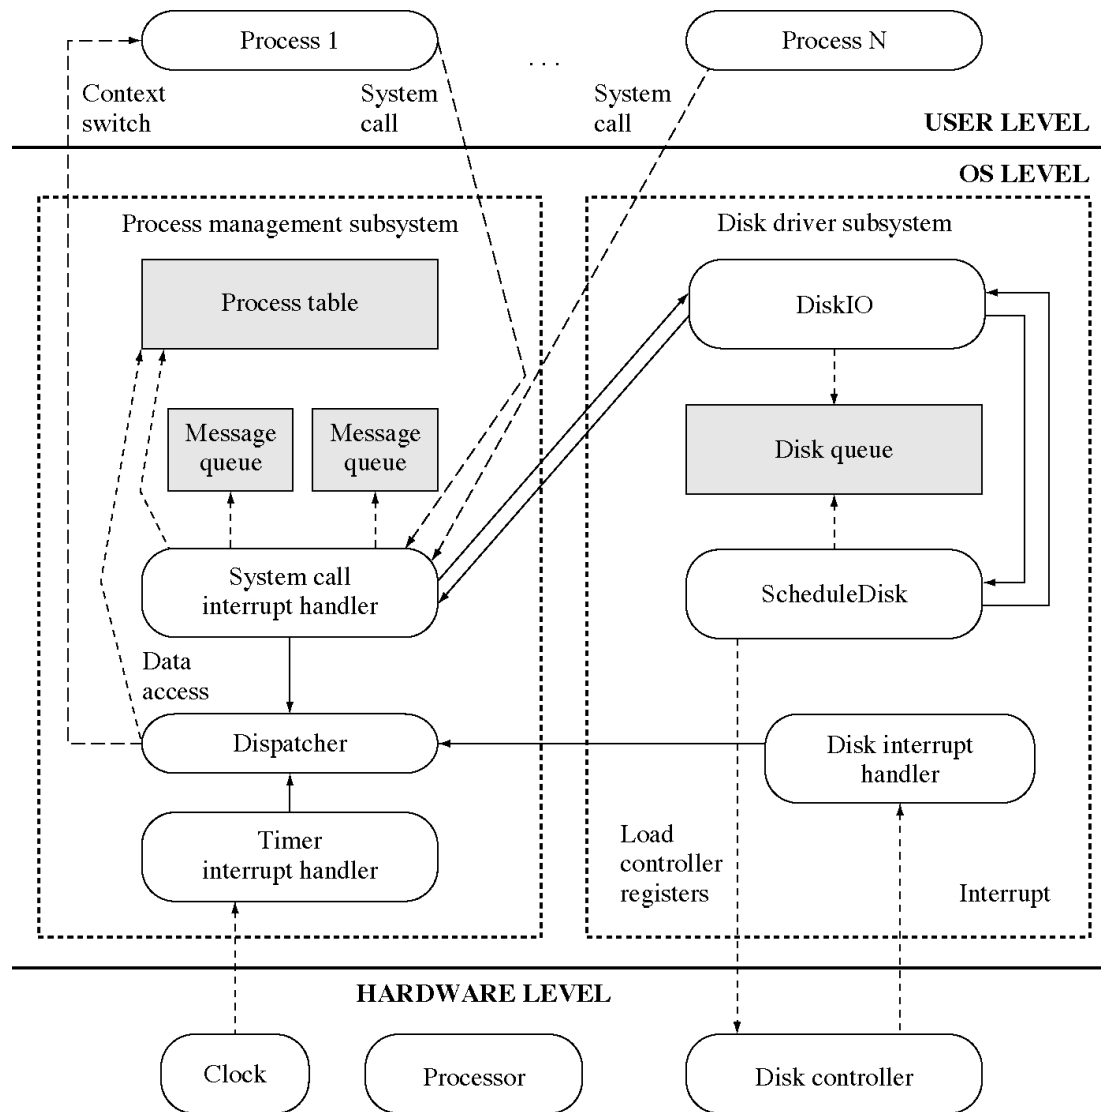 Process 1
. . .
Process N
Context
switch
System
call
System
call
USER LEVEL
OS LEVEL
Process management subsystem
Disk driver subsystem
Process table
DiskIO
Message
queue
Message
queue
Disk queue
System call
interrupt handler
ScheduleDisk
Data
access
Dispatcher
Disk interrupt
handler
Timer
interrupt handler
Load
controller
registers
Interrupt
HARDWARE LEVEL
Clock
Processor
Disk controller